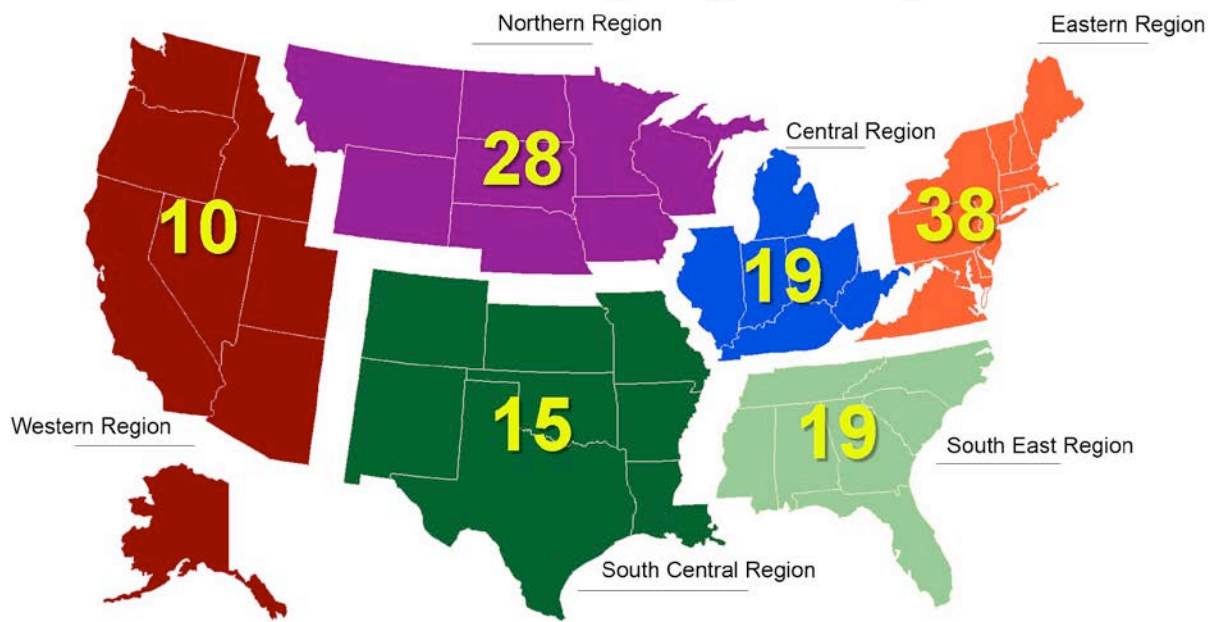 Northern Region
Eastern Region
Central Region
28
10
38
19
Western Region
15
19
South East Region
South Central Region